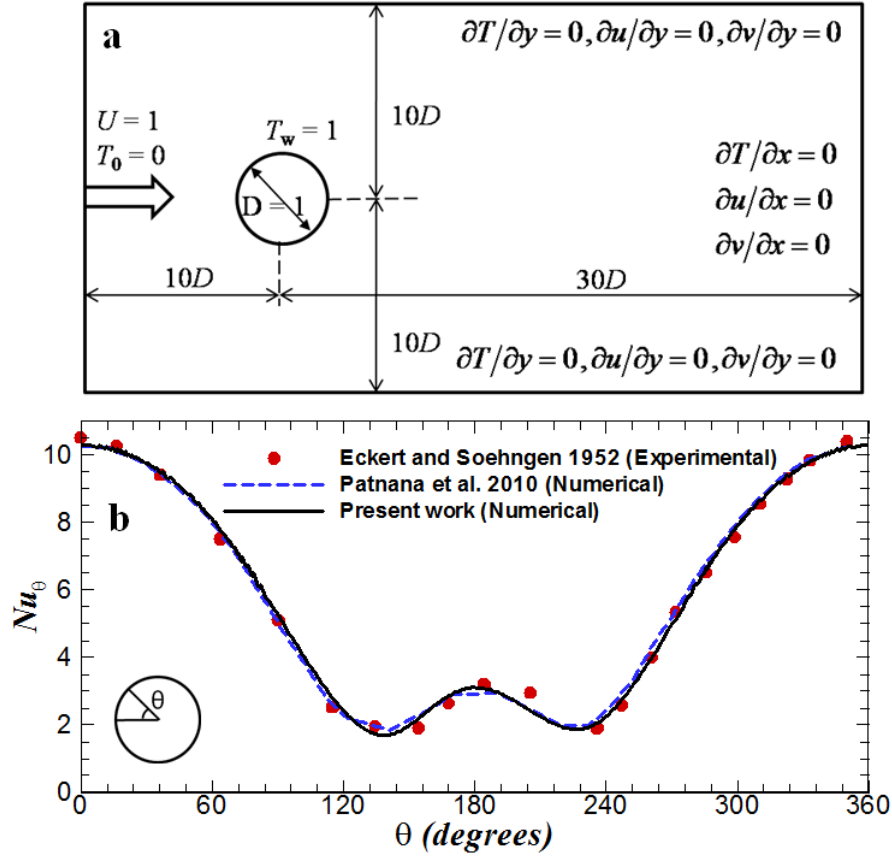 a
∂T/∂y = 0, ∂u/∂y = 0, ∂v/∂y = 0
U = 1
T₀ = 0
T_w = 1
10D
D = 1
∂T/∂x = 0
∂u/∂x = 0
∂v/∂x = 0
10D
30D
10D
∂T/∂y = 0, ∂u/∂y = 0, ∂v/∂y = 0
b
Eckert and Soehngen 1952 (Experimental)
Patnana et al. 2010 (Numerical)
Present work (Numerical)
Nu_θ
10
8
6
4
2
0
θ
0 60 120 180 240 300 360
θ (degrees)